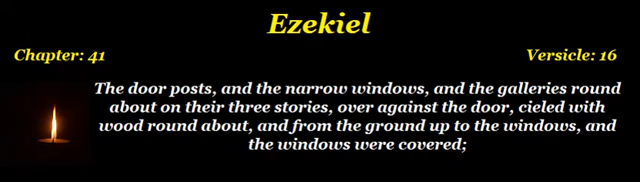 Ezekiel
Chapter: 41 Versicle: 16
The door posts, and the narrow windows, and the galleries round
about on their three stories, over against the door, cieled with
wood round about, and from the ground up to the windows, and
the windows were covered;